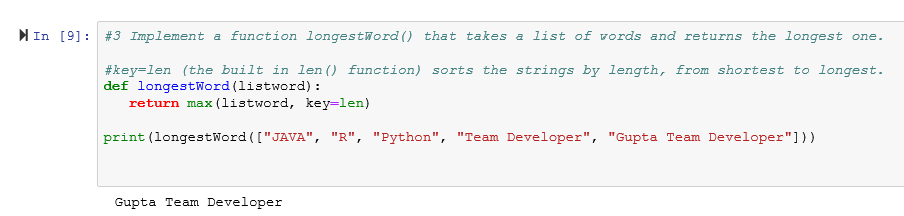 In [9]: #3 Implement a function longestWord() that takes a list of words and returns the longest one.
#key=len (the built in len() function) sorts the strings by length, from shortest to longest.
def longestWord(listword):
   return max(listword, key=len)
print(longestWord(["JAVA", "R", "Python", "Team Developer", "Gupta Team Developer"]))
Gupta Team Developer